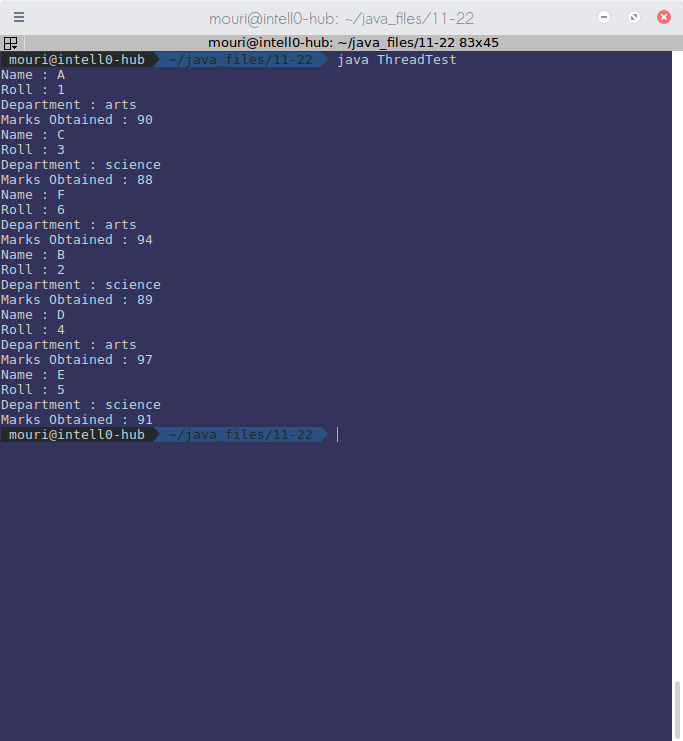 mouri@intell0-hub: ~/java_files/11-22
mouri@intell0-hub: ~/java_files/11-22 83x45
mouri@intell0-hub ~/java_files/11-22 java ThreadTest
Name : A
Roll : 1
Department : arts
Marks Obtained : 90
Name : C
Roll : 3
Department : science
Marks Obtained : 88
Name : F
Roll : 6
Department : arts
Marks Obtained : 94
Name : B
Roll : 2
Department : science
Marks Obtained : 89
Name : D
Roll : 4
Department : arts
Marks Obtained : 97
Name : E
Roll : 5
Department : science
Marks Obtained : 91
mouri@intell0-hub ~/java_files/11-22